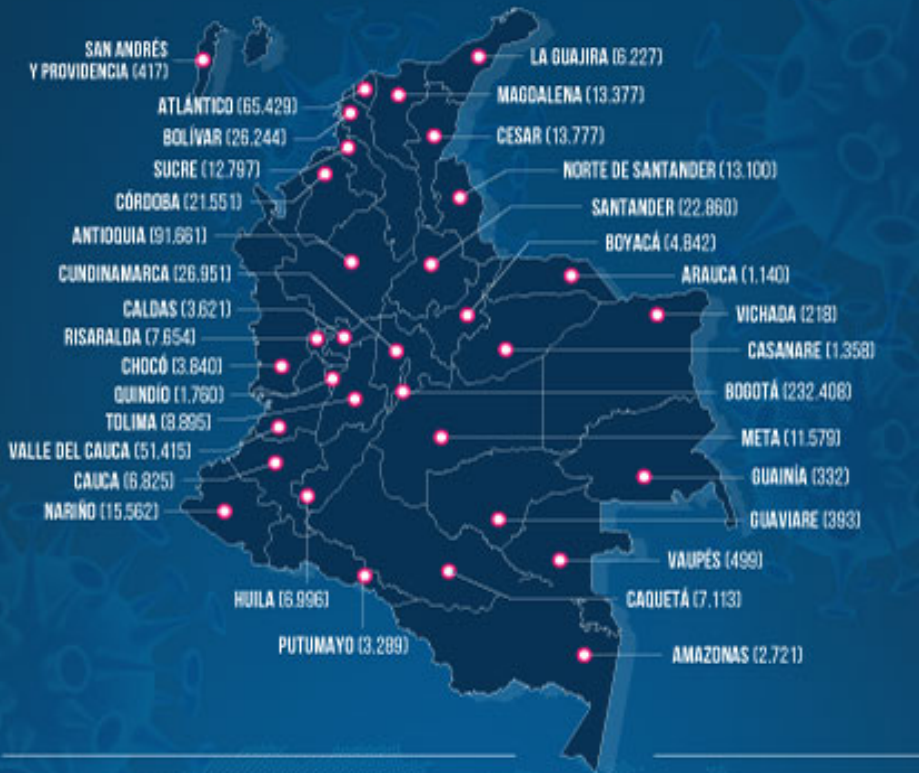 SAN ANDRÉS
Y PROVIDENCIA (417)
ATLÁNTICO (65.429)
BOLÍVAR (26.244)
SUCRE (12.797)
CÓRDOBA (21.551)
ANTIOQUIA (91.661)
CUNDINAMARCA (26.951)
CALDAS (3.621)
RISARALDA (7.654)
CHOCÓ (3.840)
QUINDÍO (1.760)
TOLIMA (8.895)
VALLE DEL CAUCA (51.415)
CAUCA (6.825)
NARIÑO (15.562)
HUILA (6.996)
PUTUMAYO (3.289)
LA GUAJIRA (6.227)
MAGDALENA (13.377)
CESAR (13.777)
NORTE DE SANTANDER (13.100)
SANTANDER (22.860)
BOYACÁ (4.842)
ARAUCA (1.140)
VICHADA (218)
CASANARE (1.358)
BOGOTÁ (232.408)
META (11.579)
GUAINÍA (332)
GUAVIARE (393)
VAUPÉS (499)
CAQUETÁ (7.113)
AMAZONAS (2.721)